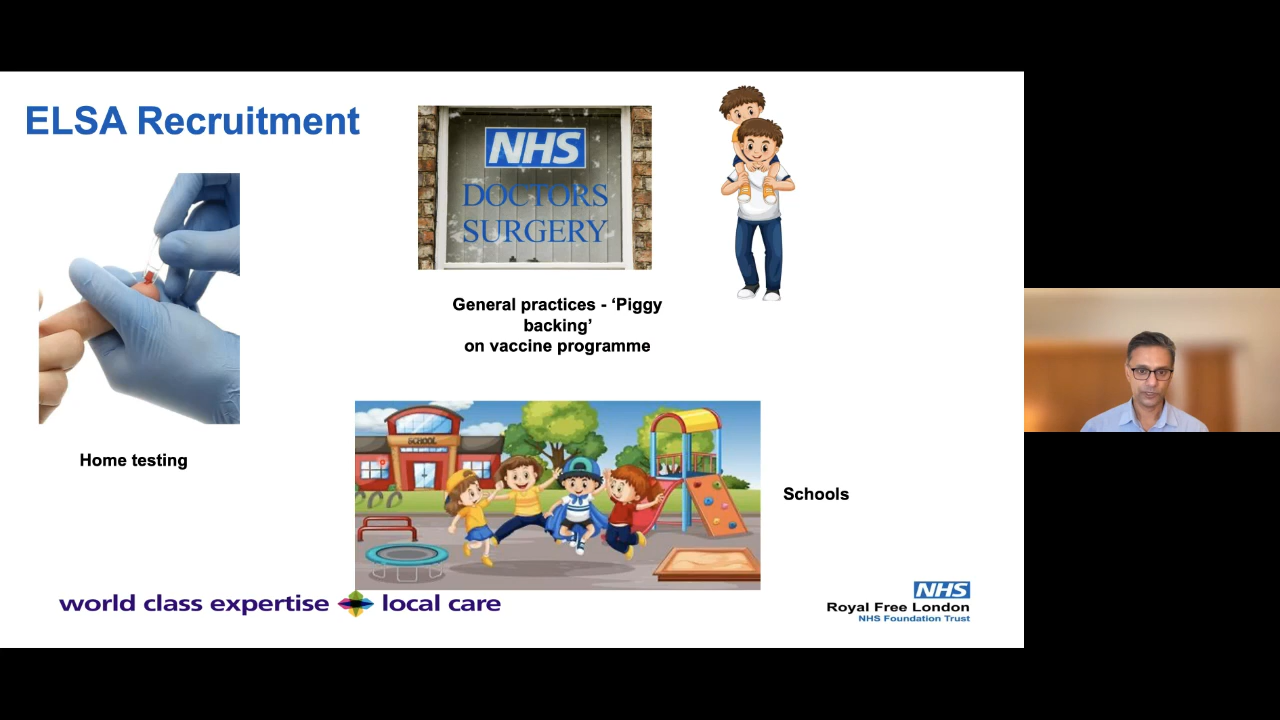 ELSA Recruitment
NHS
DOCTORS
SURGERY
General practices - ‘Piggy
backing’
on vaccine programme
Home testing
SCHOOL
Schools
world class expertise local care
NHS
Royal Free London
NHS Foundation Trust